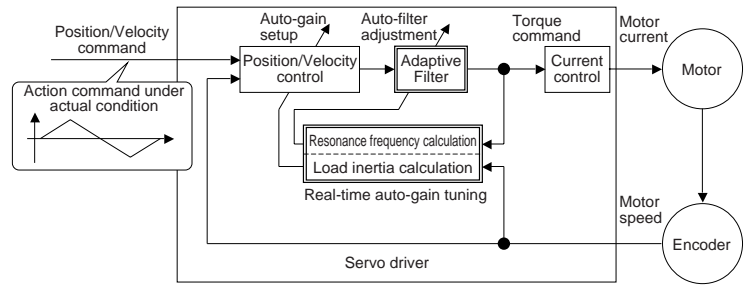 Position/Velocity
command
Action command under
actual condition
Auto-gain
setup
Auto-filter
adjustment
Torque
command
Motor
current
Position/Velocity
control
Adaptive
Filter
Current
control
Motor
Resonance frequency calculation
Load inertia calculation
Real-time auto-gain tuning
Motor
speed
Encoder
Servo driver